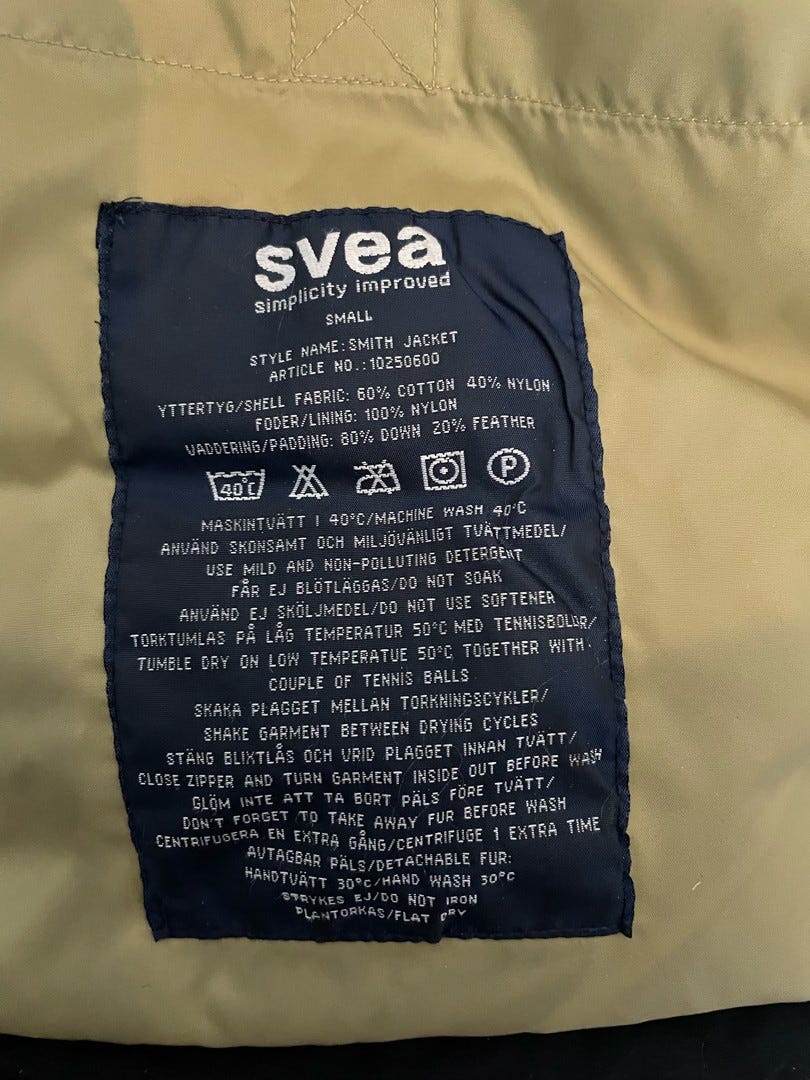 svea
simplicity improved
SMALL
STYLE NAME: SMITH JACKET
ARTICLE NO.: 10250600
YTTERTYG/SHELL FABRIC: 60% COTTON 40% NYLON
FODER/LINING: 100% NYLON
VADDERING/PADDING: 80% DOWN 20% FEATHER
40°C P
MASKINTVÄTT I 40°C/MACHINE WASH 40°C
ANVÄND SKONSAMT OCH MILJÖVÄNLIGT TVÄTTMEDEL/
USE MILD AND NON-POLLUTING DETERGENT
FÅR EJ BLÖTLÄGGAS/DO NOT SOAK
ANVÄND EJ SKÖLJMEDEL/DO NOT USE SOFTENER
TORKTUMLAS PÅ LÅG TEMPERATUR 50°C MED TENNISBOLLAR/
TUMBLE DRY ON LOW TEMPERATUE 50°C TOGETHER WITH
COUPLE OF TENNIS BALLS
SKAKA PLAGGET MELLAN TORKNINGSCYKLER/
SHAKE GARMENT BETWEEN DRYING CYCLES
STÄNG BLIXTLÅS OCH VRID PLAGGET INNAN TVÄTT/
CLOSE ZIPPER AND TURN GARMENT INSIDE OUT BEFORE WASH
GLÖM INTE ATT TA BORT PÄLS FÖRE TVÄTT/
DON'T FORGET TO TAKE AWAY FUR BEFORE WASH
CENTRIFUGERA EN EXTRA GÅNG/CENTRIFUGE 1 EXTRA TIME
AVTAGBAR PÄLS/DETACHABLE FUR:
HANDTVÄTT 30°C/HAND WASH 30°C
STRYKES EJ/DO NOT IRON
PLANTORKAS/FLAT DRY